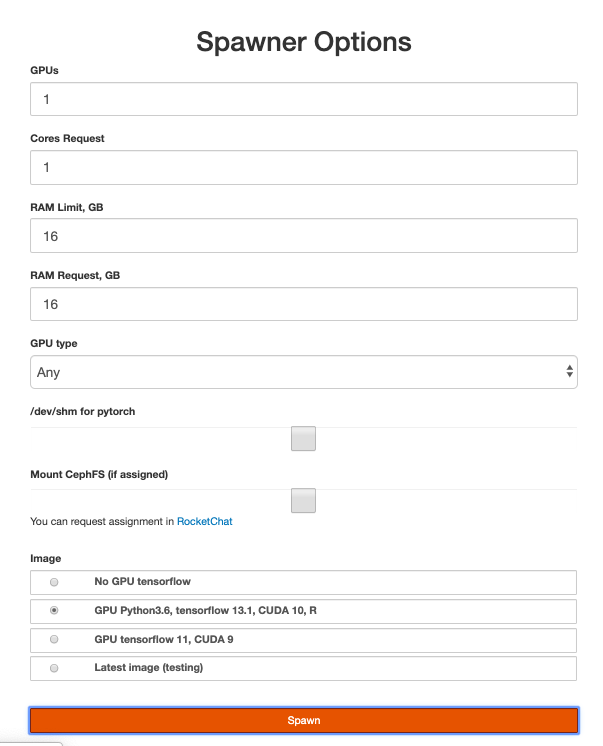 Spawner Options
GPUs
1
Cores Request
1
RAM Limit, GB
16
RAM Request, GB
16
GPU type
Any
/dev/shm for pytorch
Mount CephFS (if assigned)
You can request assignment in RocketChat
Image
No GPU tensorflow
GPU Python3.6, tensorflow 13.1, CUDA 10, R
GPU tensorflow 11, CUDA 9
Latest image (testing)
Spawn